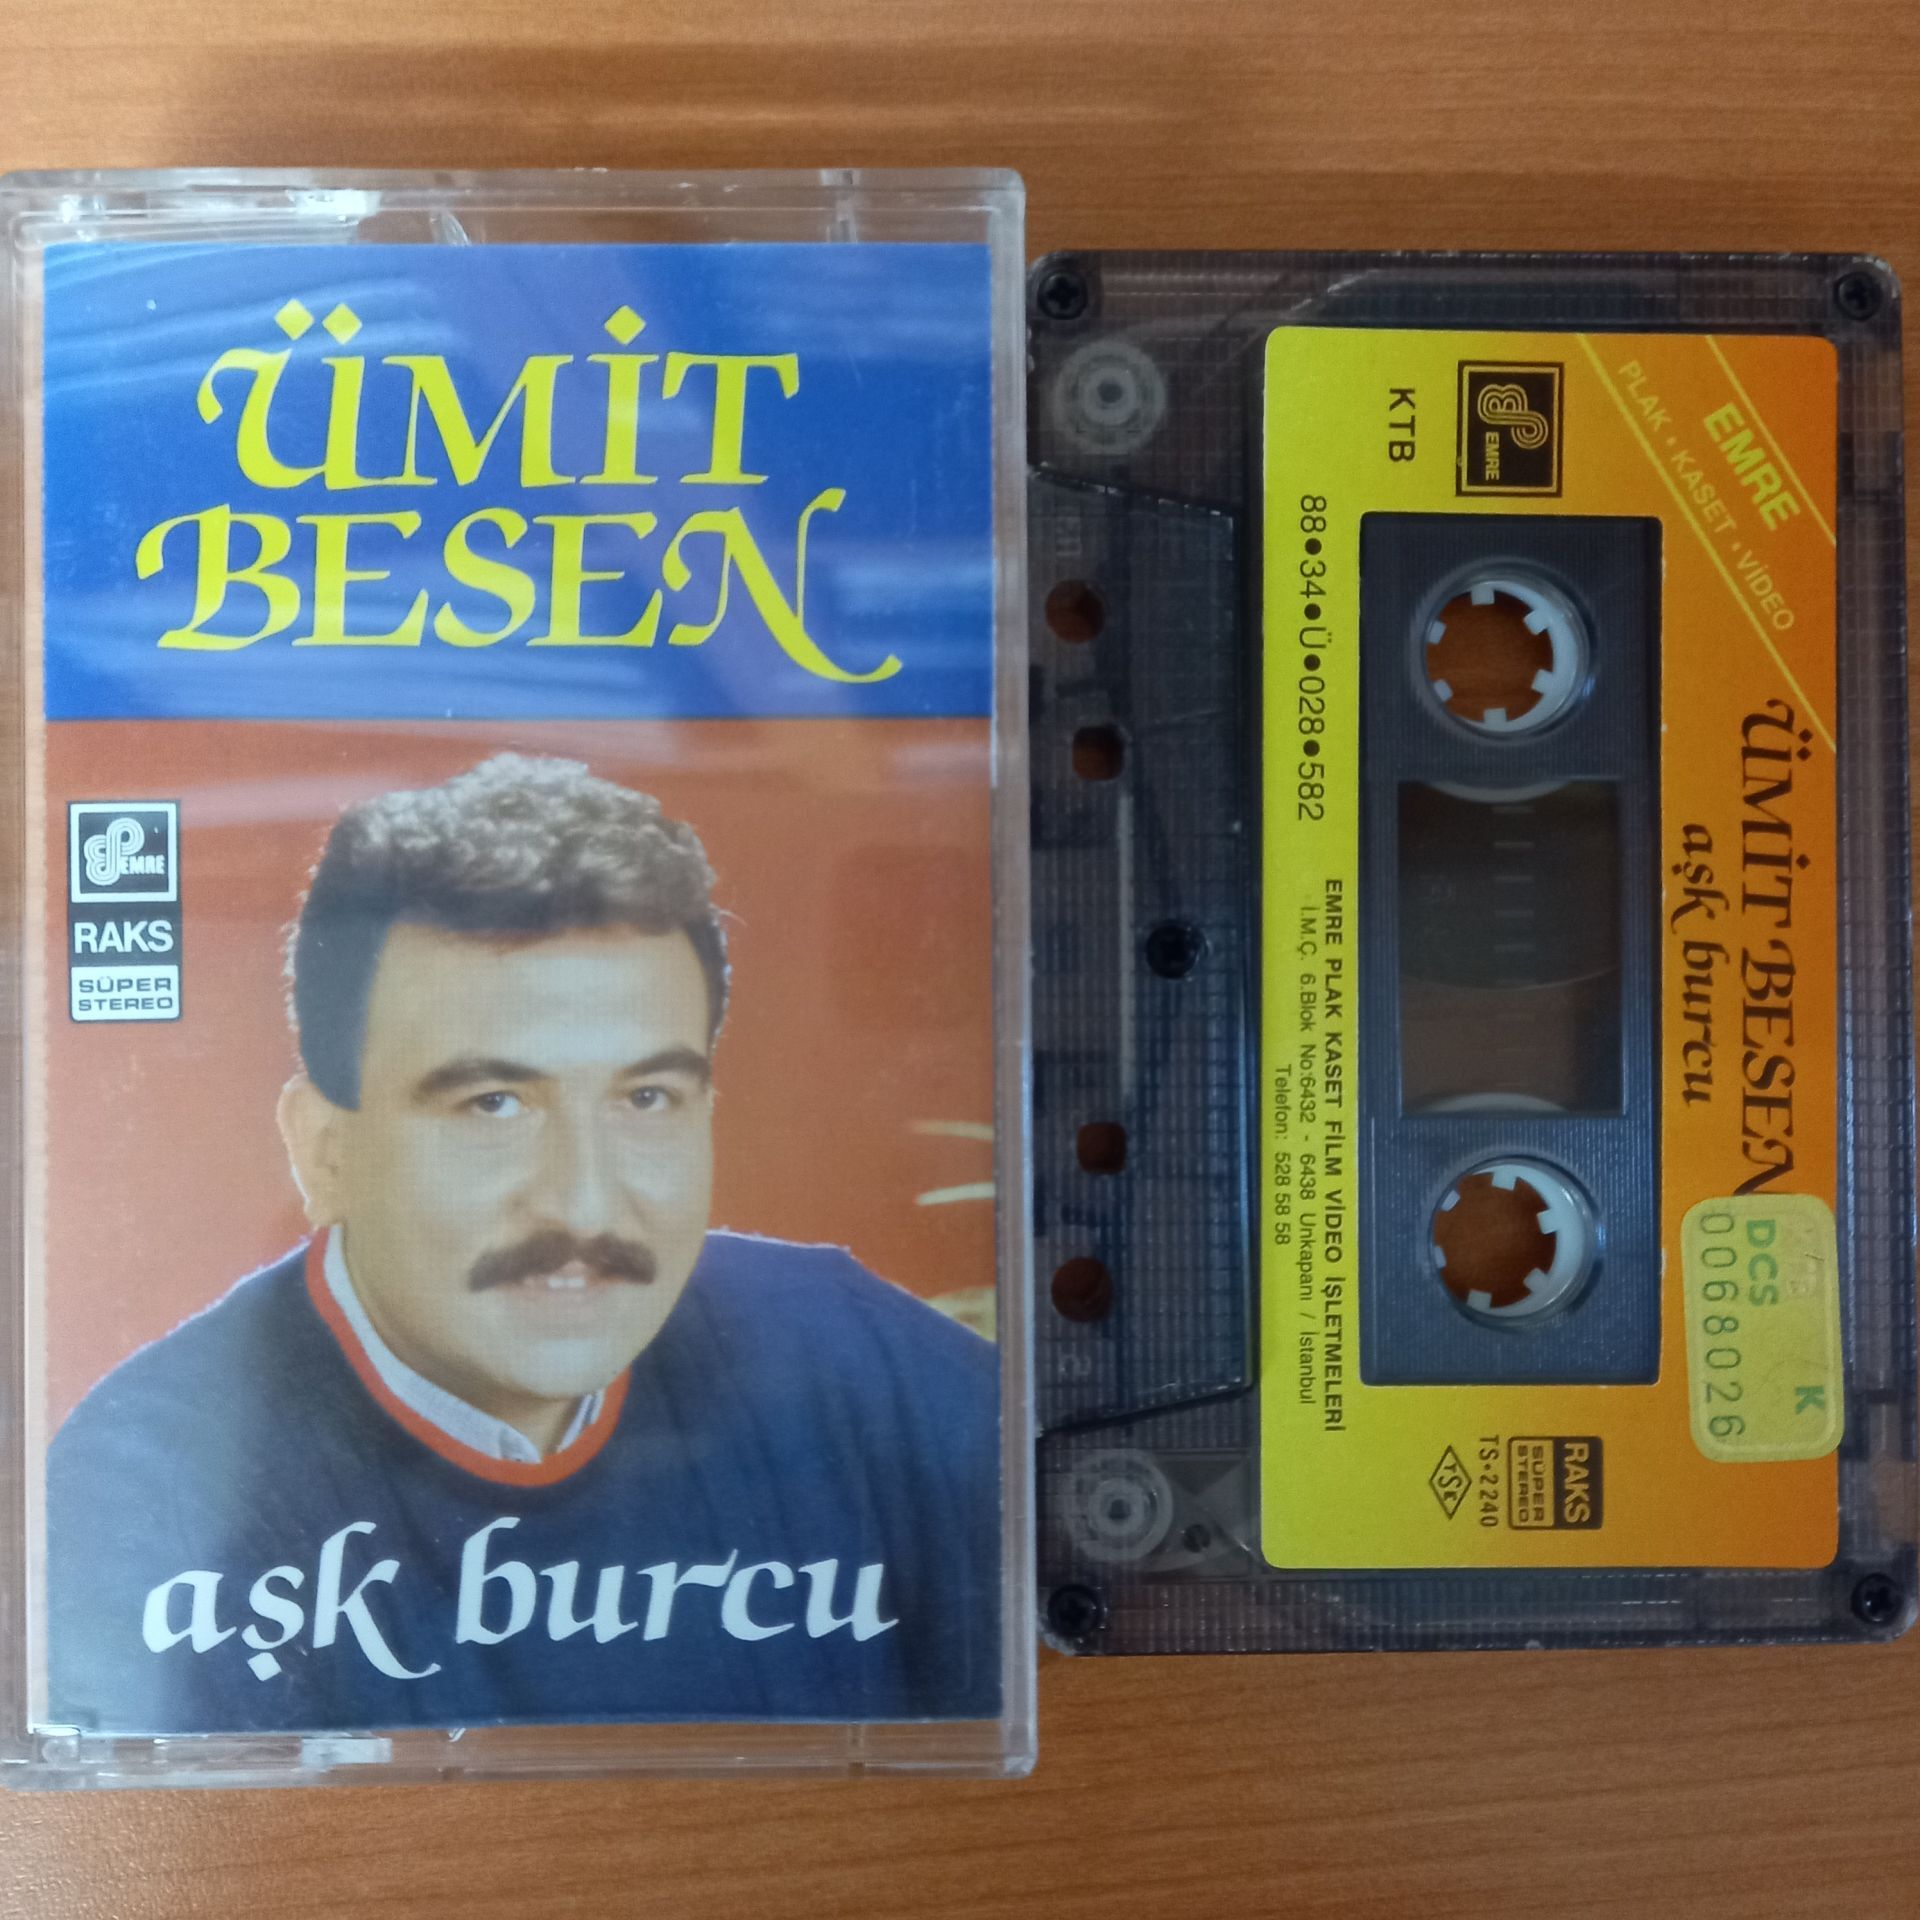 ÜMİT
BESEN
EMRE
RAKS
SÜPER
STEREO
aşk burcu
EMRE
PLAK • KASET • VİDEO
EMRE
KTB
ÜMİT BESEN
aşk burcu
88•34•Ü•028•582
EMRE PLAK KASET FİLM VİDEO İŞLETMELERİ
İ.M.Ç. 6.Blok No:6432 - 6438 Unkapanı / İstanbul
Telefon: 528 58 58
K
DCS
0068026
RAKS
SÜPER
STEREO
TS•2240
TSE